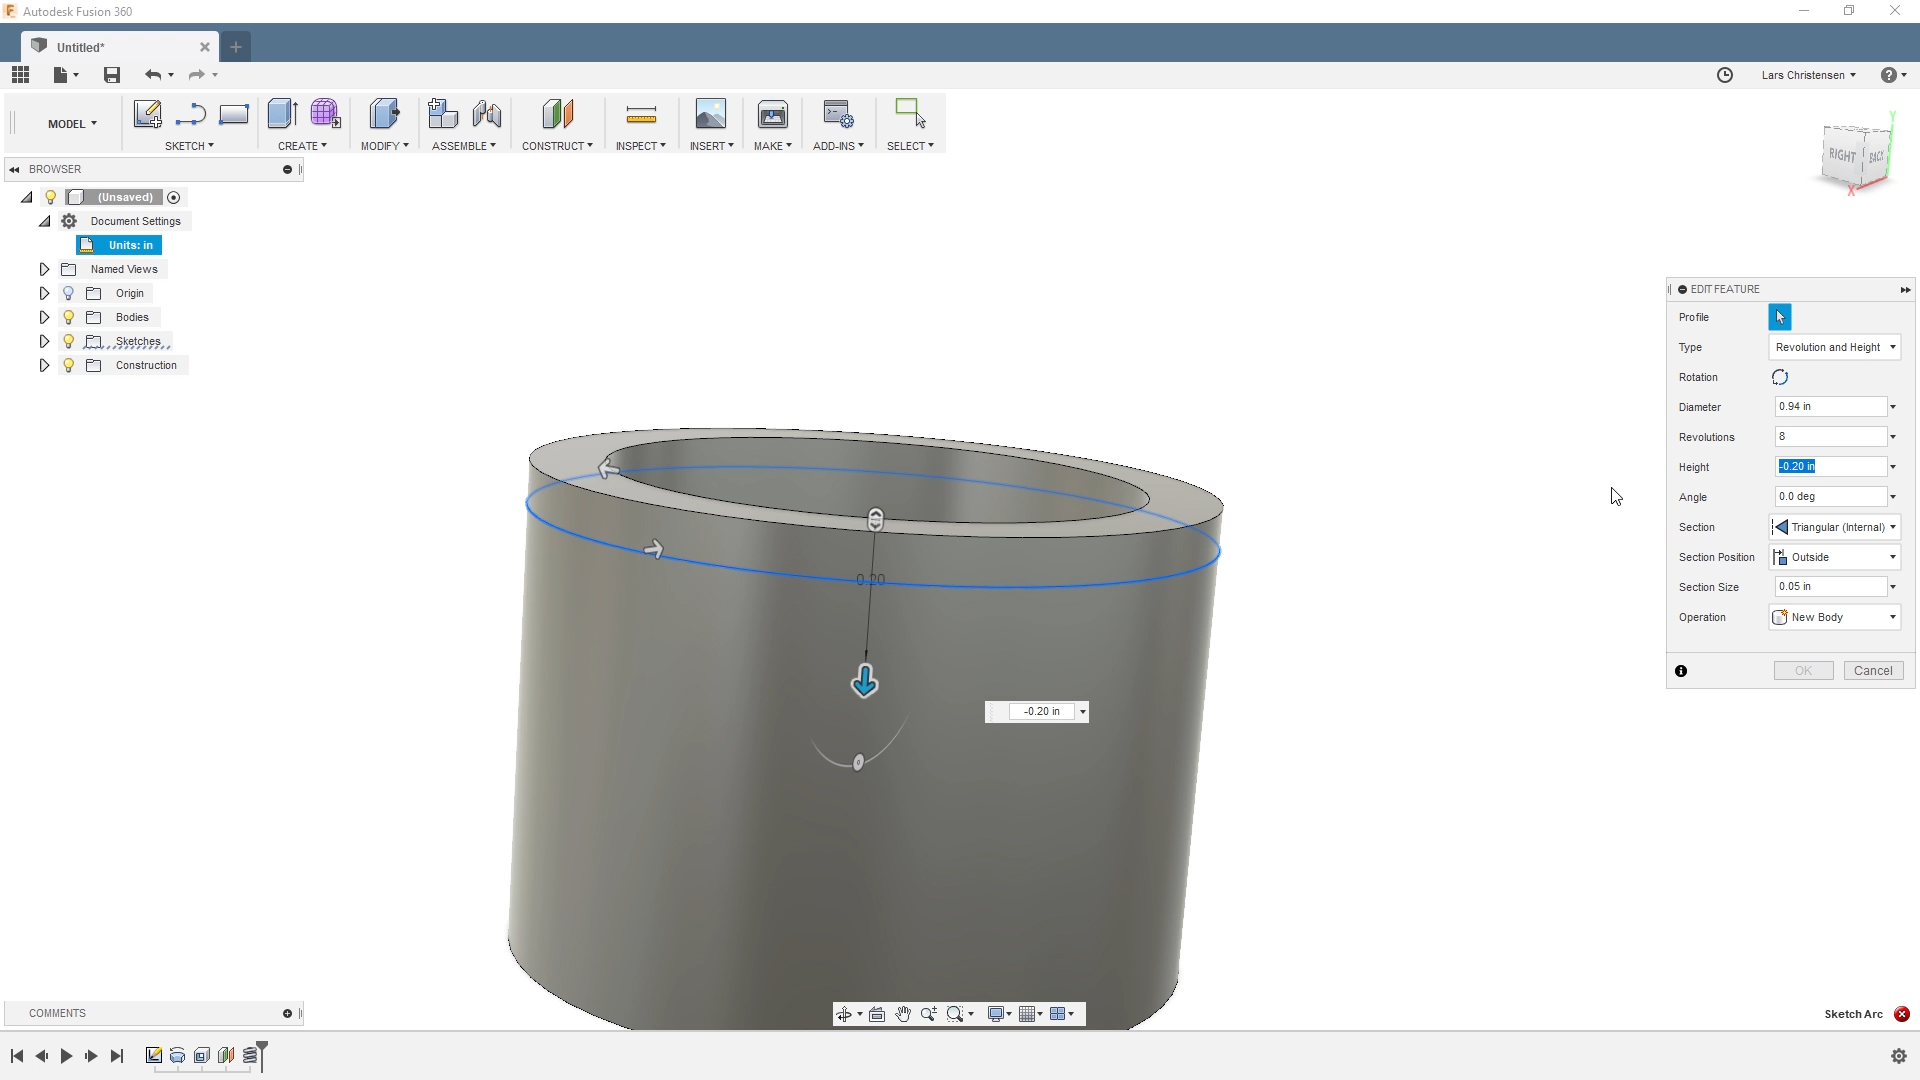 Autodesk Fusion 360
Untitled*
Lars Christensen
MODEL
SKETCH
CREATE
MODIFY
ASSEMBLE
CONSTRUCT
INSPECT
INSERT
MAKE
ADD-INS
SELECT
BROWSER
(Unsaved)
Document Settings
Units: in
Named Views
Origin
Bodies
Sketches
Construction
Y
RIGHT
BACK
X
EDIT FEATURE
Profile
Type Revolution and Height
Rotation
Diameter 0.94 in
Revolutions 8
Height -0.20 in
Angle 0.0 deg
Section Triangular (Internal)
Section Position Outside
Section Size 0.05 in
Operation New Body
OK Cancel
0.20
-0.20 in
0
COMMENTS
Sketch Arc